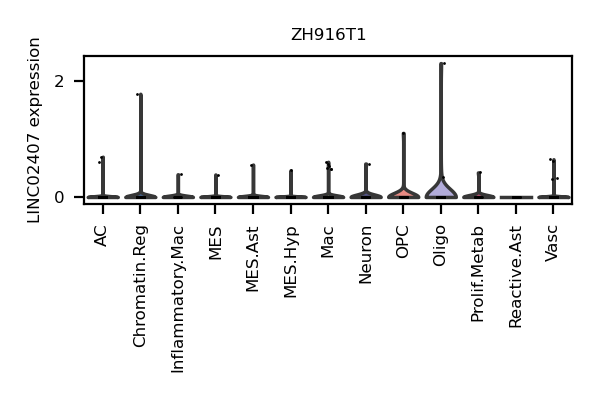 ZH916T1
LINC02407 expression
2
0
AC
Chromatin.Reg
Inflammatory.Mac
MES
MES.Ast
MES.Hyp
Mac
Neuron
OPC
Oligo
Prolif.Metab
Reactive.Ast
Vasc